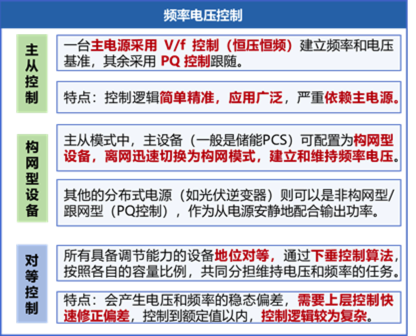 频率电压控制
主从控制
一台主电源采用 V/f 控制（恒压恒频）建立频率和电压
基准，其余采用 PQ 控制跟随。
特点：控制逻辑简单精准，应用广泛，严重依赖主电源。
构网型设备
主从模式中，主设备（一般是储能PCS）可配置为构网型
设备，离网迅速切换为构网模式，建立和维持频率电压。
其他的分布式电源（如光伏逆变器）则可以是非构网型/
跟网型（PQ控制），作为从电源安静地配合输出功率。
对等控制
所有具备调节能力的设备地位对等，通过下垂控制算法，
按照各自的容量比例，共同分担维持电压和频率的任务。
特点：会产生电压和频率的稳态偏差，需要上层控制快
速修正偏差，控制到额定值以内，控制逻辑较为复杂。